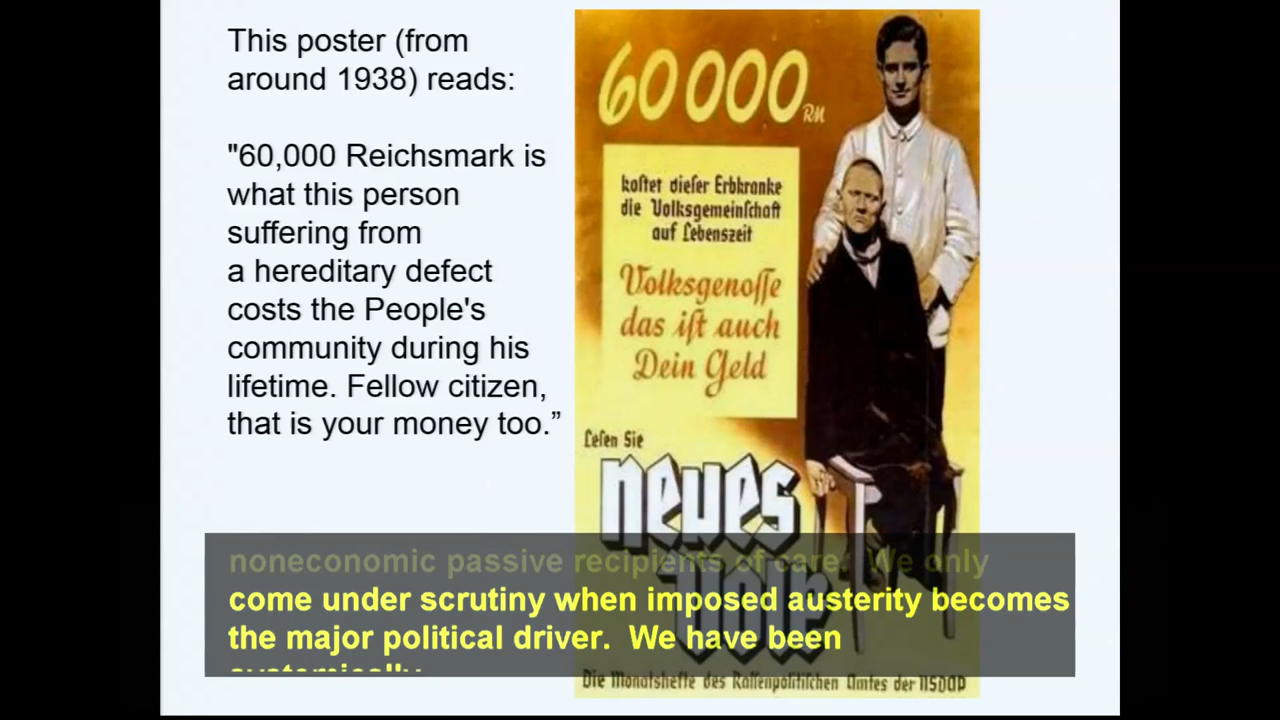 This poster (from
around 1938) reads:
"60,000 Reichsmark is
what this person
suffering from
a hereditary defect
costs the People's
community during his
lifetime. Fellow citizen,
that is your money too.”
60000 RM
koſtet dieſer Erbkranke
die Volksgemeinſchaft
auf Lebenszeit
Volksgenoſſe
das iſt auch
Dein Geld
Leſen Sie
neues
Volk
Die Monatshefte des Raſſenpolitiſchen Amtes der NSDAP
noneconomic passive recipients of care. We only
come under scrutiny when imposed austerity becomes
the major political driver. We have been
systemically